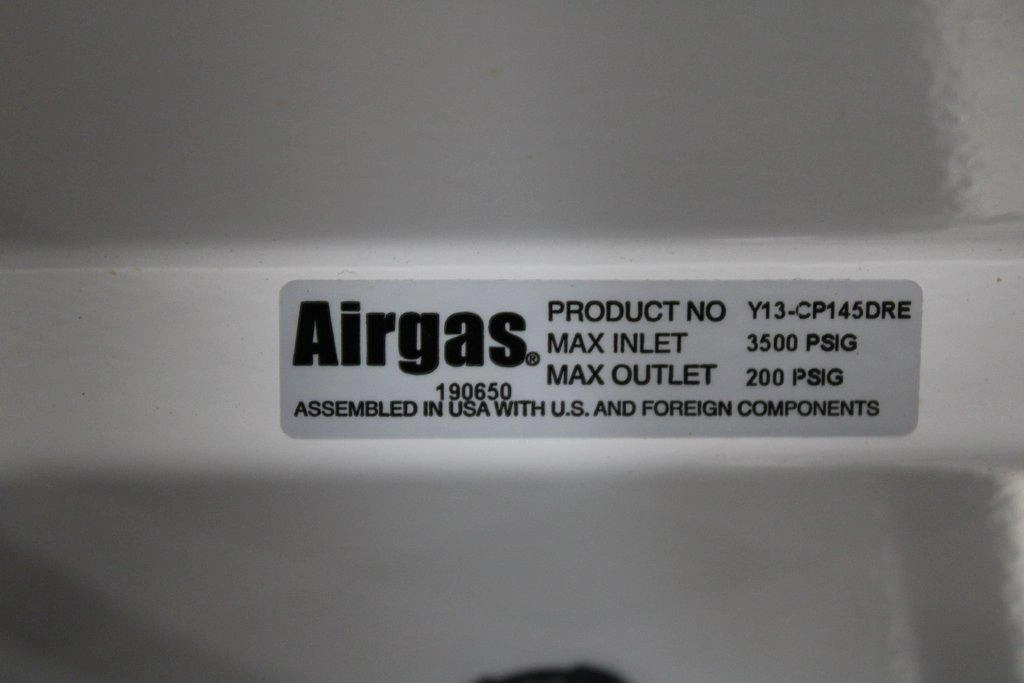 Airgas®
PRODUCT NO Y13-CP145DRE
MAX INLET 3500 PSIG
MAX OUTLET 200 PSIG
190650
ASSEMBLED IN USA WITH U.S. AND FOREIGN COMPONENTS